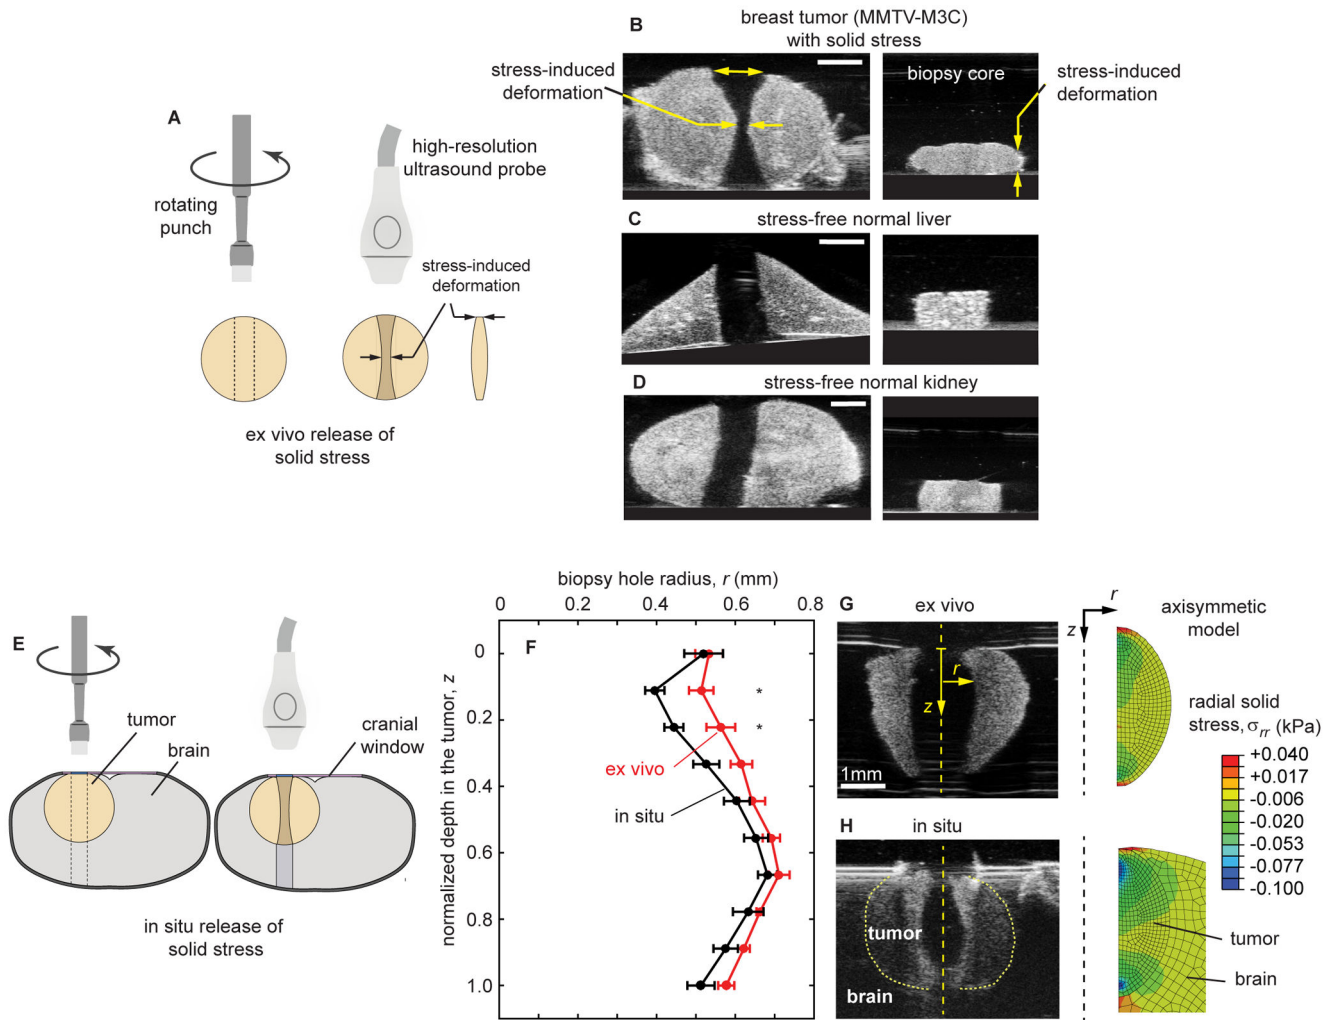 A
rotating
punch
high-resolution
ultrasound probe
stress-induced
deformation
ex vivo release of
solid stress
B
breast tumor (MMTV-M3C)
with solid stress
stress-induced
deformation
biopsy core
stress-induced
deformation
C
stress-free normal liver
D
stress-free normal kidney
E
tumor
brain
cranial
window
in situ release of
solid stress
biopsy hole radius, r (mm)
0
0.2
0.4
0.6
0.8
F
normalized depth in the tumor, z
0
0.2
0.4
0.6
0.8
1.0
*
*
ex vivo
in situ
G
ex vivo
r
z
1mm
r
z
axisymmetic
model
radial solid
stress, σrr (kPa)
+0.040
+0.017
-0.006
-0.020
-0.053
-0.077
-0.100
H
in situ
tumor
brain
tumor
brain